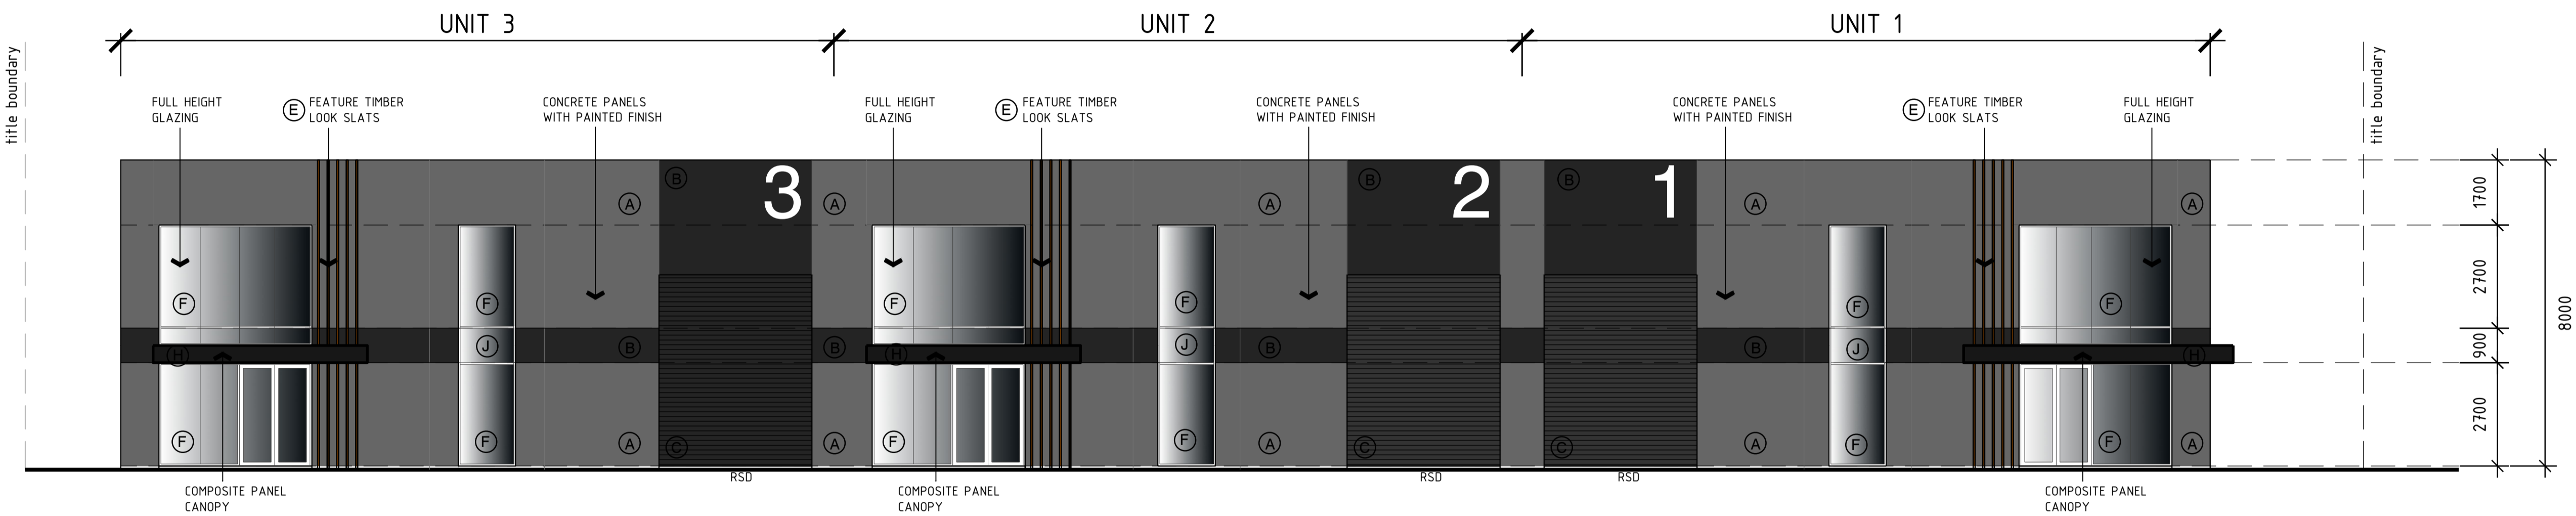 UNIT 3
UNIT 2
UNIT 1
title boundary
title boundary
FULL HEIGHT
GLAZING
E FEATURE TIMBER
LOOK SLATS
CONCRETE PANELS
WITH PAINTED FINISH
FULL HEIGHT
GLAZING
E FEATURE TIMBER
LOOK SLATS
CONCRETE PANELS
WITH PAINTED FINISH
CONCRETE PANELS
WITH PAINTED FINISH
E FEATURE TIMBER
LOOK SLATS
FULL HEIGHT
GLAZING
B
3
B
2
B
1
A
A
A
A
A
1700
F
F
F
F
F
F
2700
8000
H
J
B
B
H
J
B
B
J
H
900
F
F
A
C
A
F
F
A
C
C
A
F
F
A
2700
RSD
RSD
RSD
COMPOSITE PANEL
CANOPY
COMPOSITE PANEL
CANOPY
COMPOSITE PANEL
CANOPY